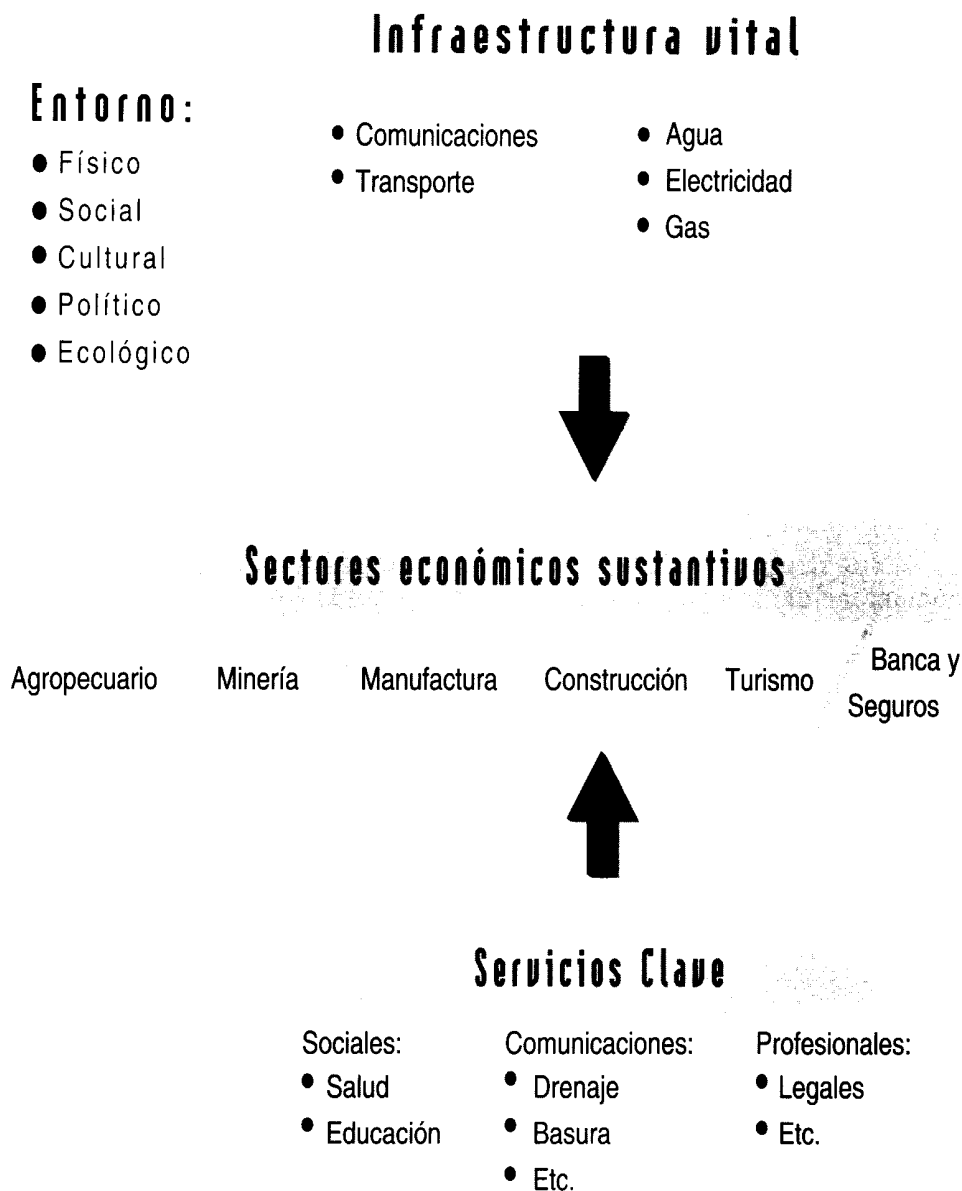 Infraestructura vital
Entorno:
• Físico
• Social
• Cultural
• Político
• Ecológico
• Comunicaciones
• Transporte
• Agua
• Electricidad
• Gas
Sectores económicos sustantivos
Agropecuario Minería Manufactura Construcción Turismo Banca y
Seguros
Servicios Clave
Sociales:
• Salud
• Educación
Comunicaciones:
• Drenaje
• Basura
• Etc.
Profesionales:
• Legales
• Etc.